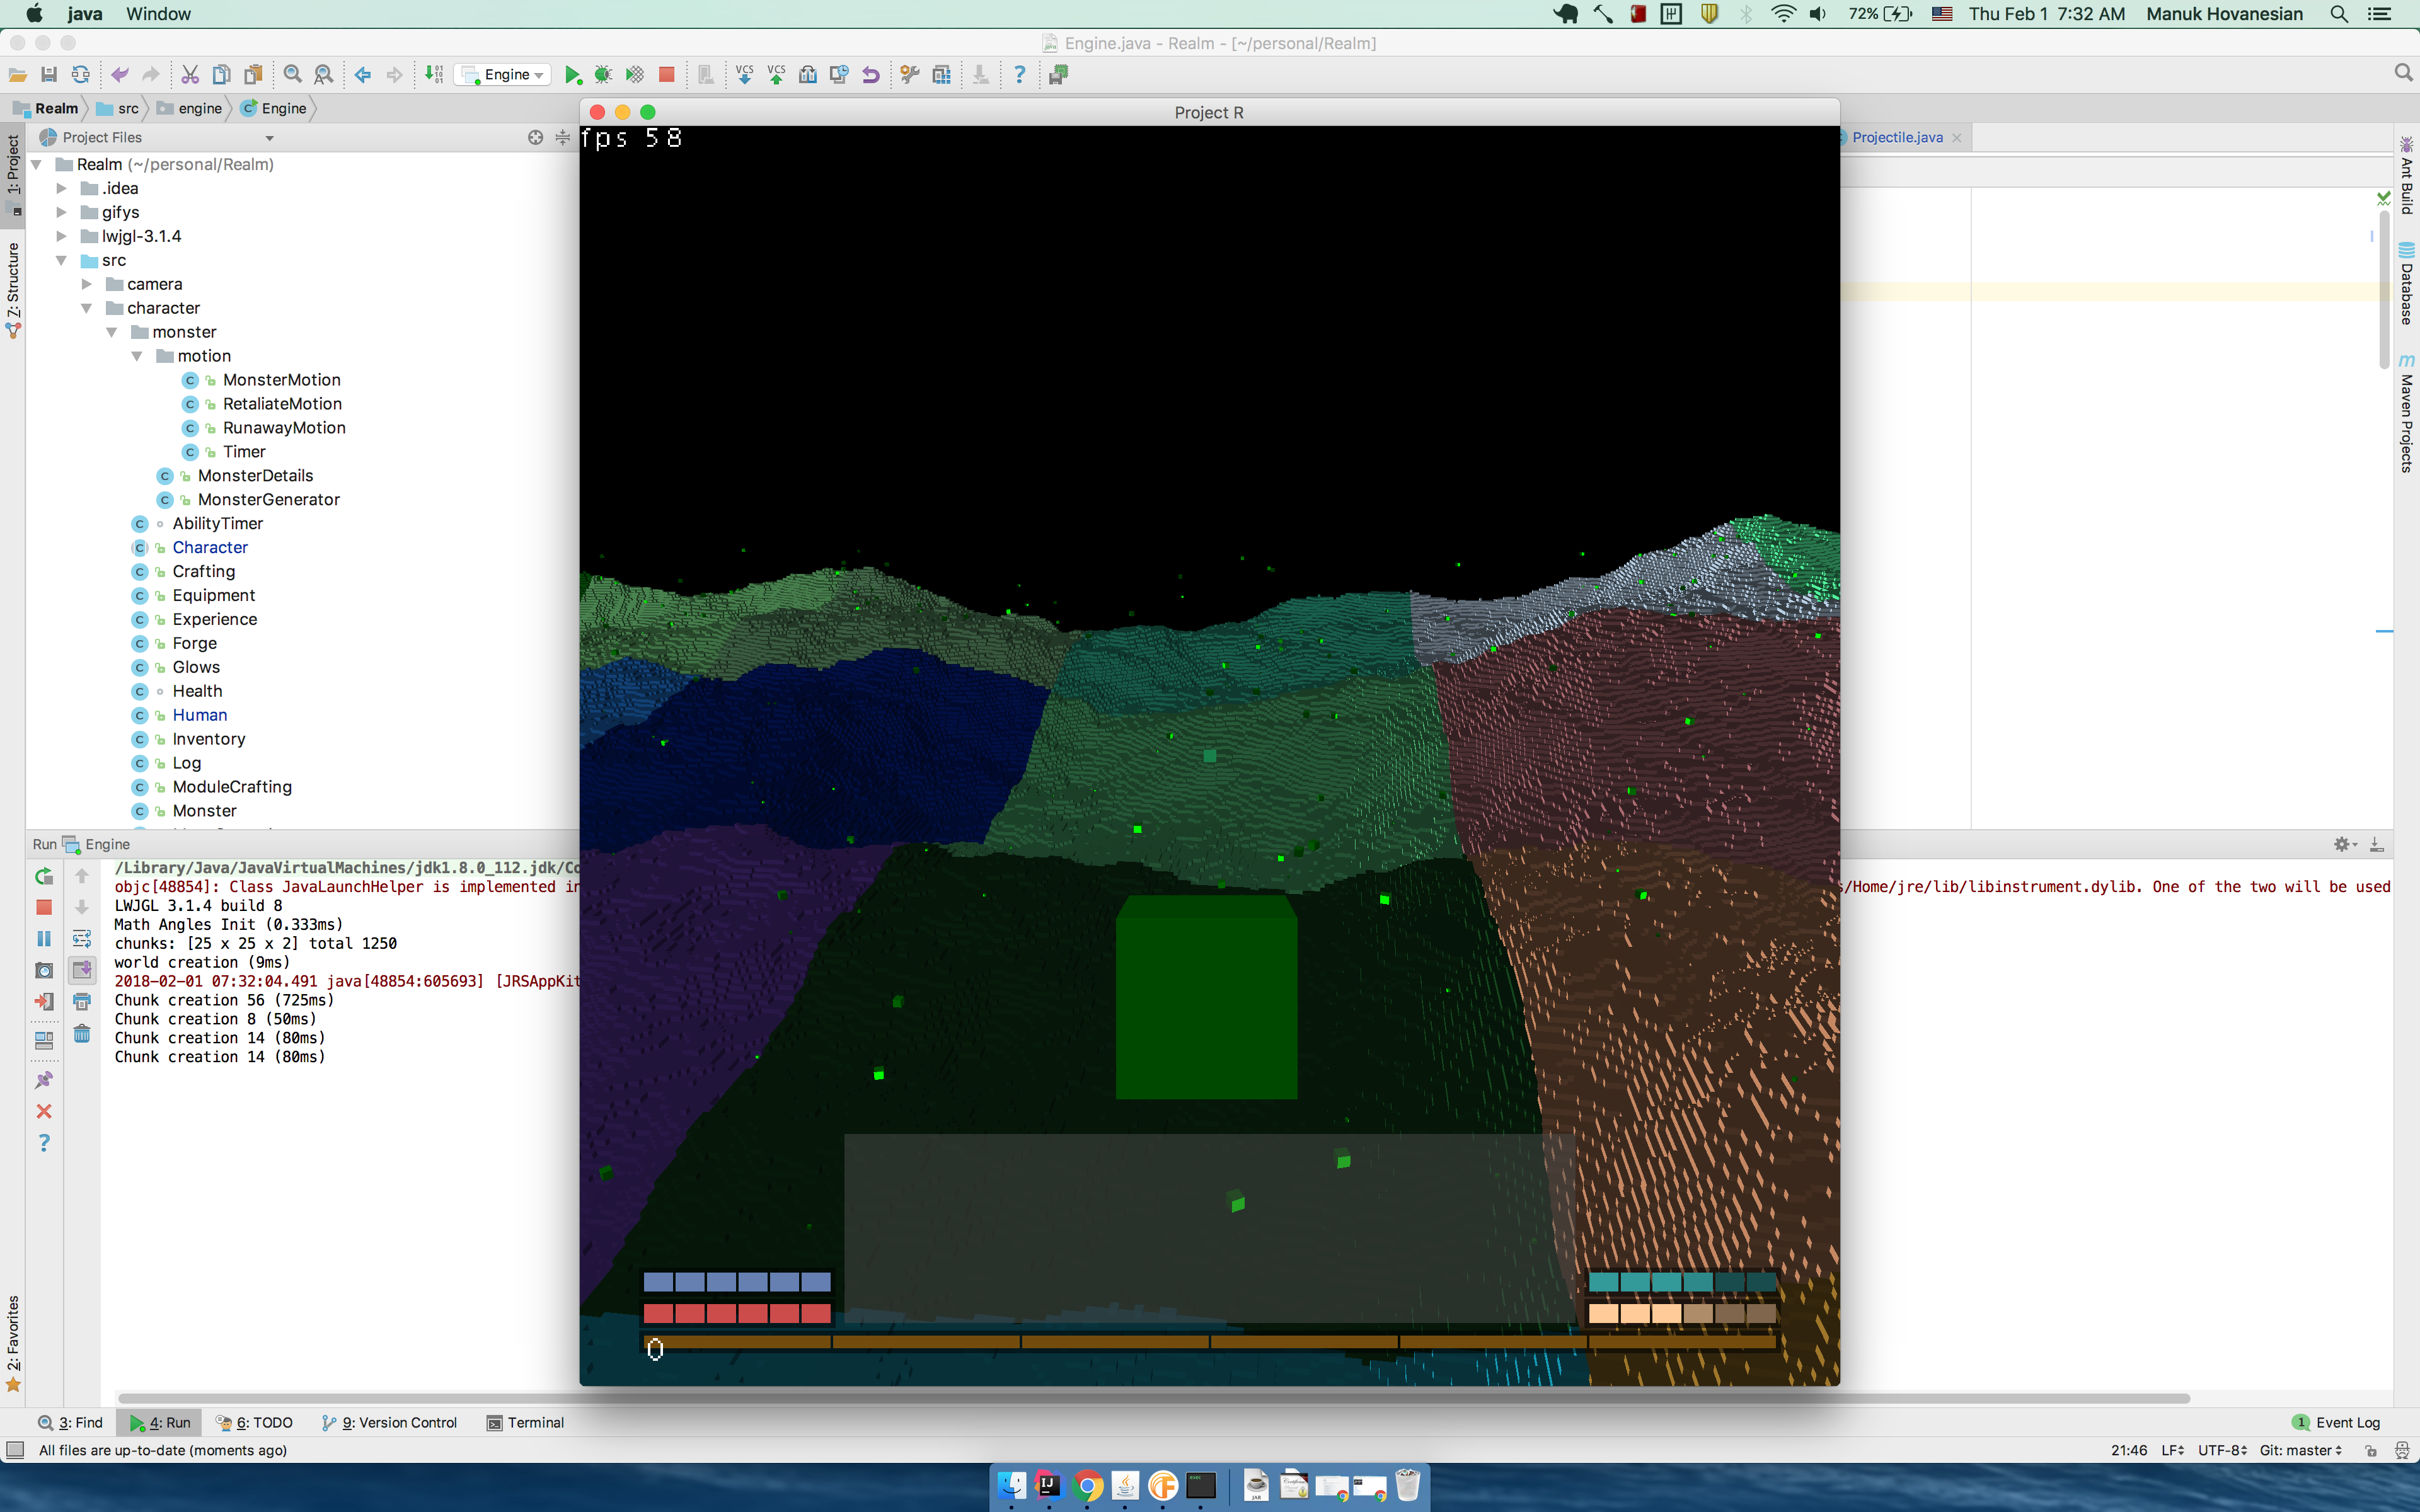 java Window 72% Thu Feb 1 7:32 AM Manuk Hovanesian
Engine.java - Realm - [~/personal/Realm]
Engine VCS VCS
Realm src engine Engine
Project R
Project Files
Projectile.java
fps 58
1: Project
7: Structure
2: Favorites
Ant Build
Database
Maven Projects
Realm (~/personal/Realm)
.idea
gifys
lwjgl-3.1.4
src
camera
character
monster
motion
MonsterMotion
RetaliateMotion
RunawayMotion
Timer
MonsterDetails
MonsterGenerator
AbilityTimer
Character
Crafting
Equipment
Experience
Forge
Glows
Health
Human
Inventory
Log
ModuleCrafting
Monster
Run Engine
/Library/Java/JavaVirtualMachines/jdk1.8.0_112.jdk/Co
objc[48854]: Class JavaLaunchHelper is implemented in s/Home/jre/lib/libinstrument.dylib. One of the two will be used
LWJGL 3.1.4 build 8
Math Angles Init (0.333ms)
chunks: [25 x 25 x 2] total 1250
world creation (9ms)
2018-02-01 07:32:04.491 java[48854:605693] [JRSAppKit
Chunk creation 56 (725ms)
Chunk creation 8 (50ms)
Chunk creation 14 (80ms)
Chunk creation 14 (80ms)
0
3: Find 4: Run 6: TODO 9: Version Control Terminal 1 Event Log
All files are up-to-date (moments ago) 21:46 LF UTF-8 Git: master